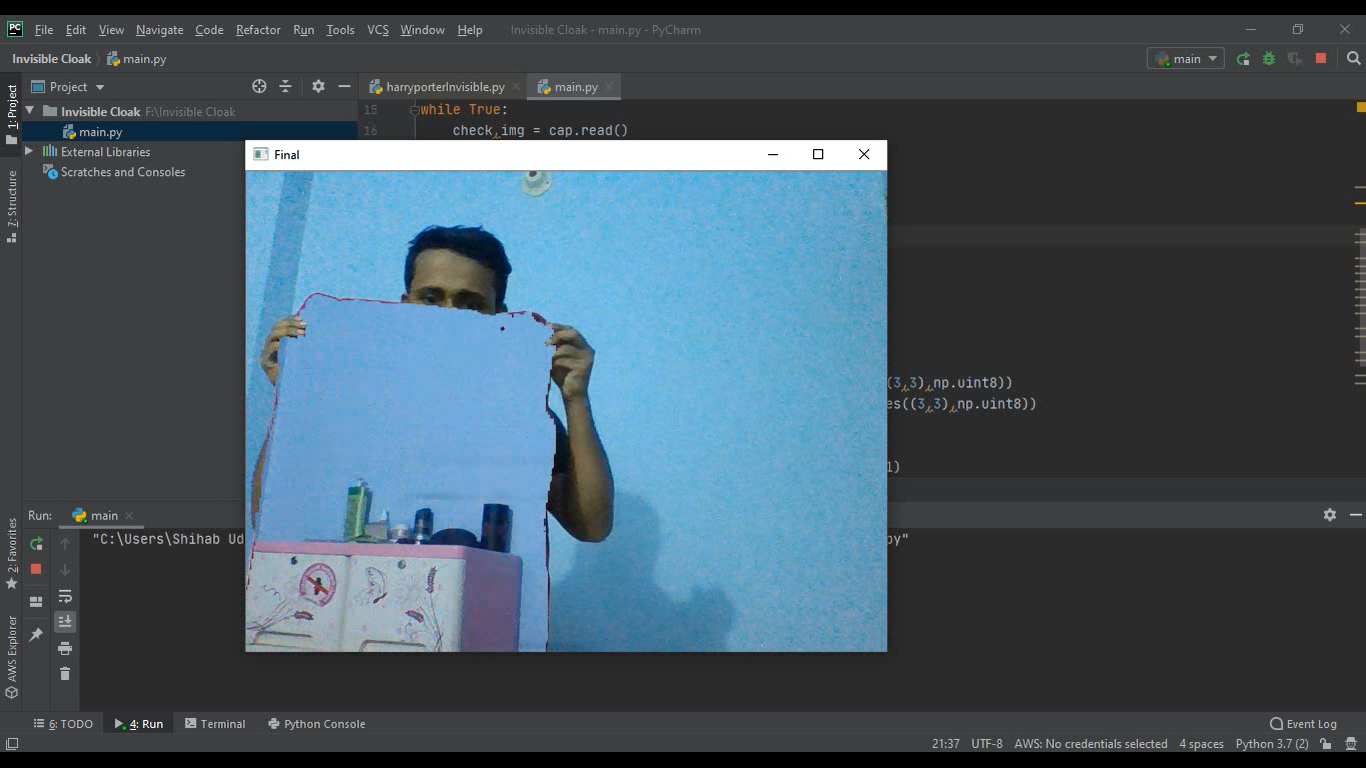 PC File Edit View Navigate Code Refactor Run Tools VCS Window Help Invisible Cloak - main.py - PyCharm
Invisible Cloak main.py main
1: Project
Project
harryporterInvisible.py main.py
Invisible Cloak F:\Invisible Cloak
main.py
External Libraries
Scratches and Consoles
7: Structure
15 while True:
16 check,img = cap.read()
Final
(3,3),np.uint8))
es((3,3),np.uint8))
1)
2: Favorites
AWS Explorer
Run: main
"C:\Users\Shihab Ud
py"
6: TODO 4: Run Terminal Python Console Event Log
21:37 UTF-8 AWS: No credentials selected 4 spaces Python 3.7 (2)